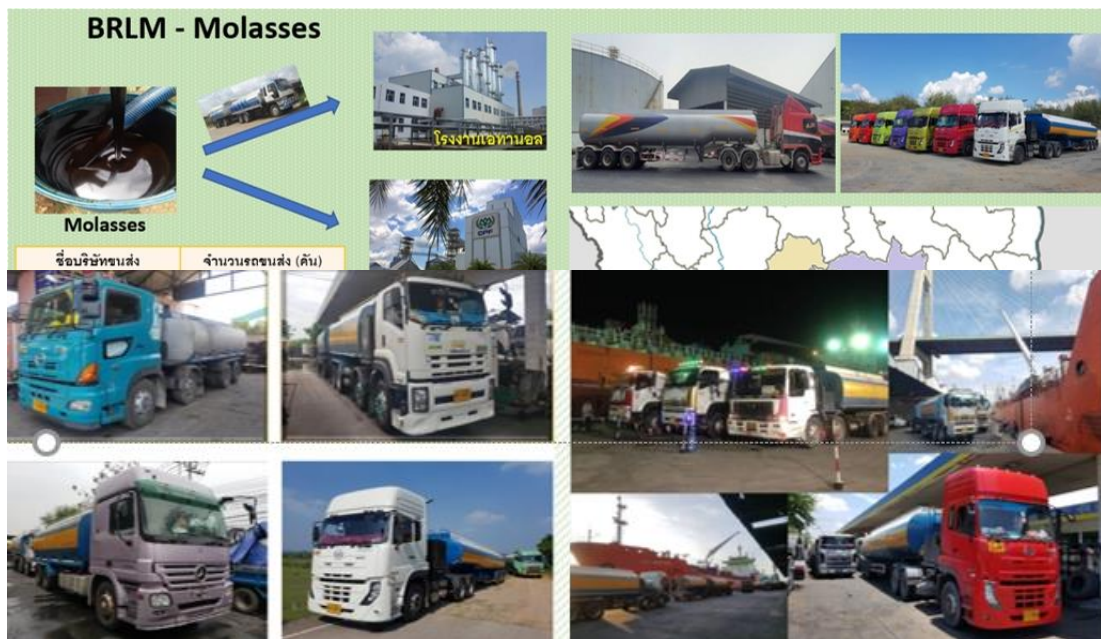 BRLM - Molasses
โรงงานเอทานอล
Molasses
CPF
ชื่อบริษัทขนส่ง
จำนวนรถขนส่ง (คัน)